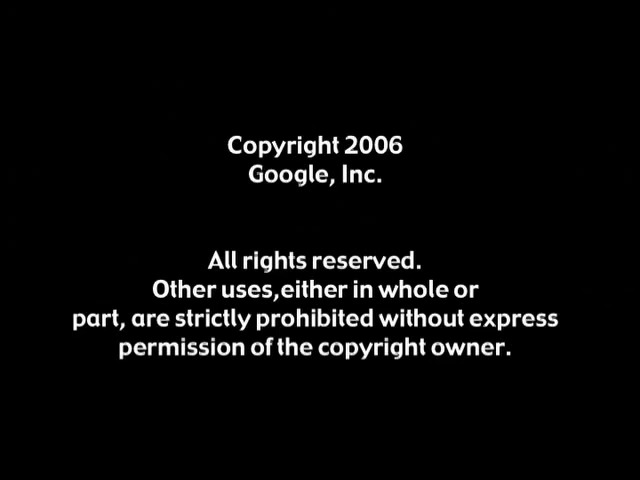 Copyright 2006
Google, Inc.
All rights reserved.
Other uses,either in whole or
part, are strictly prohibited without express
permission of the copyright owner.